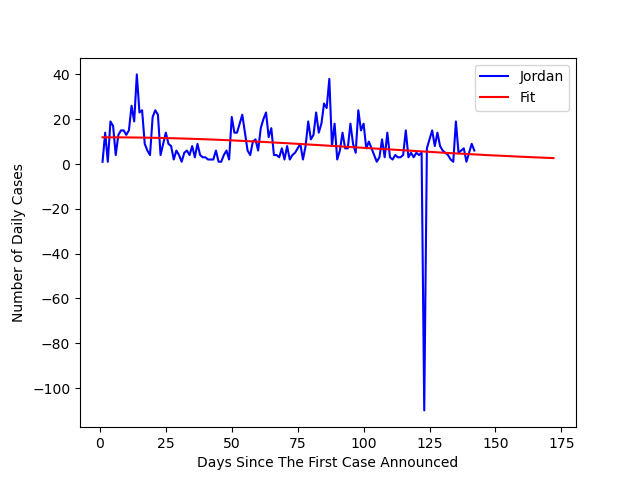 Jordan
Fit
40
20
0
−20
−40
−60
−80
−100
Number of Daily Cases
0 25 50 75 100 125 150 175
Days Since The First Case Announced